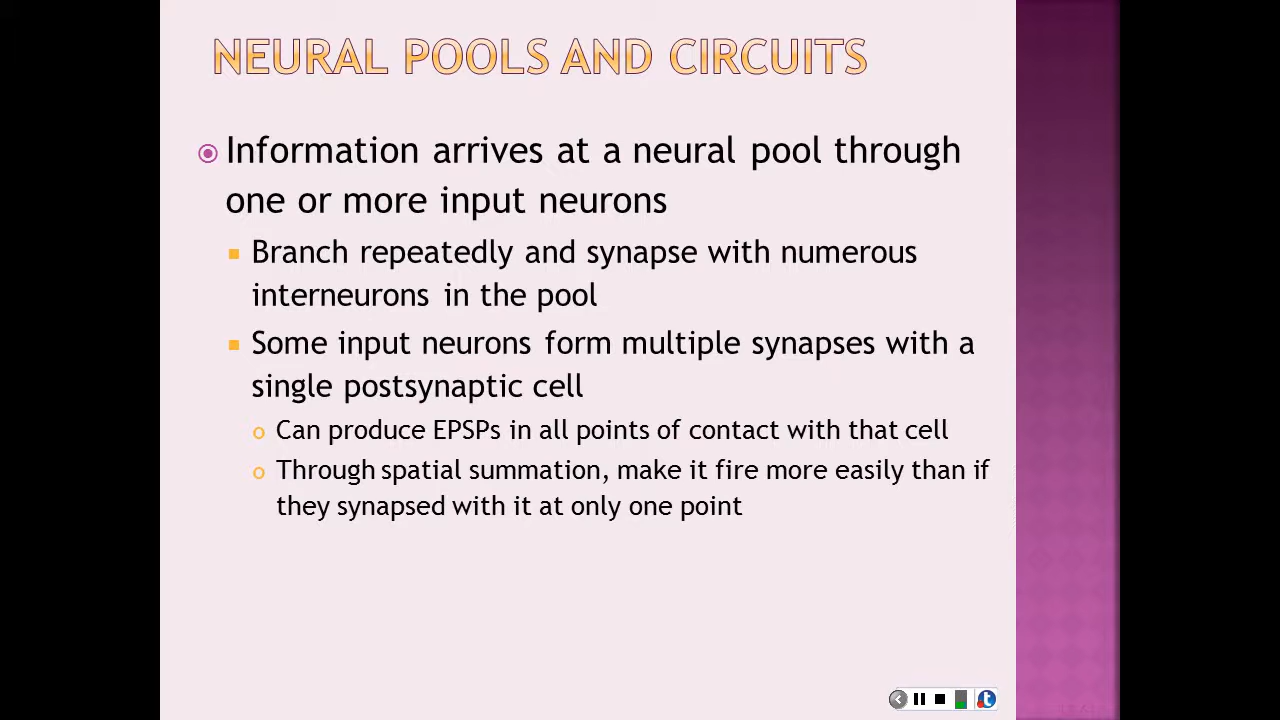 NEURAL POOLS AND CIRCUITS
Information arrives at a neural pool through
one or more input neurons
Branch repeatedly and synapse with numerous
interneurons in the pool
Some input neurons form multiple synapses with a
single postsynaptic cell
Can produce EPSPs in all points of contact with that cell
Through spatial summation, make it fire more easily than if
they synapsed with it at only one point
t